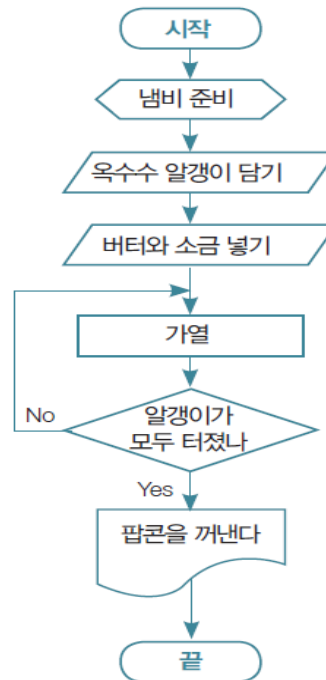 시작
냄비 준비
옥수수 알갱이 담기
버터와 소금 넣기
가열
알갱이가
모두 터졌나
No
Yes
팝콘을 꺼낸다
끝